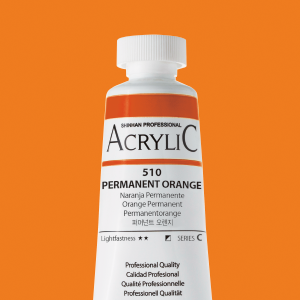 SHINHAN PROFESSIONAL
ACRYLIC
510
PERMANENT ORANGE
Naranja Permanente
Orange Permanent
Permanentorange
퍼머넌트 오렌지
Lightfastness ★★ SERIES C
Professional Quality
Calidad Profesional
Qualité Professionnelle
Professionell Qualität